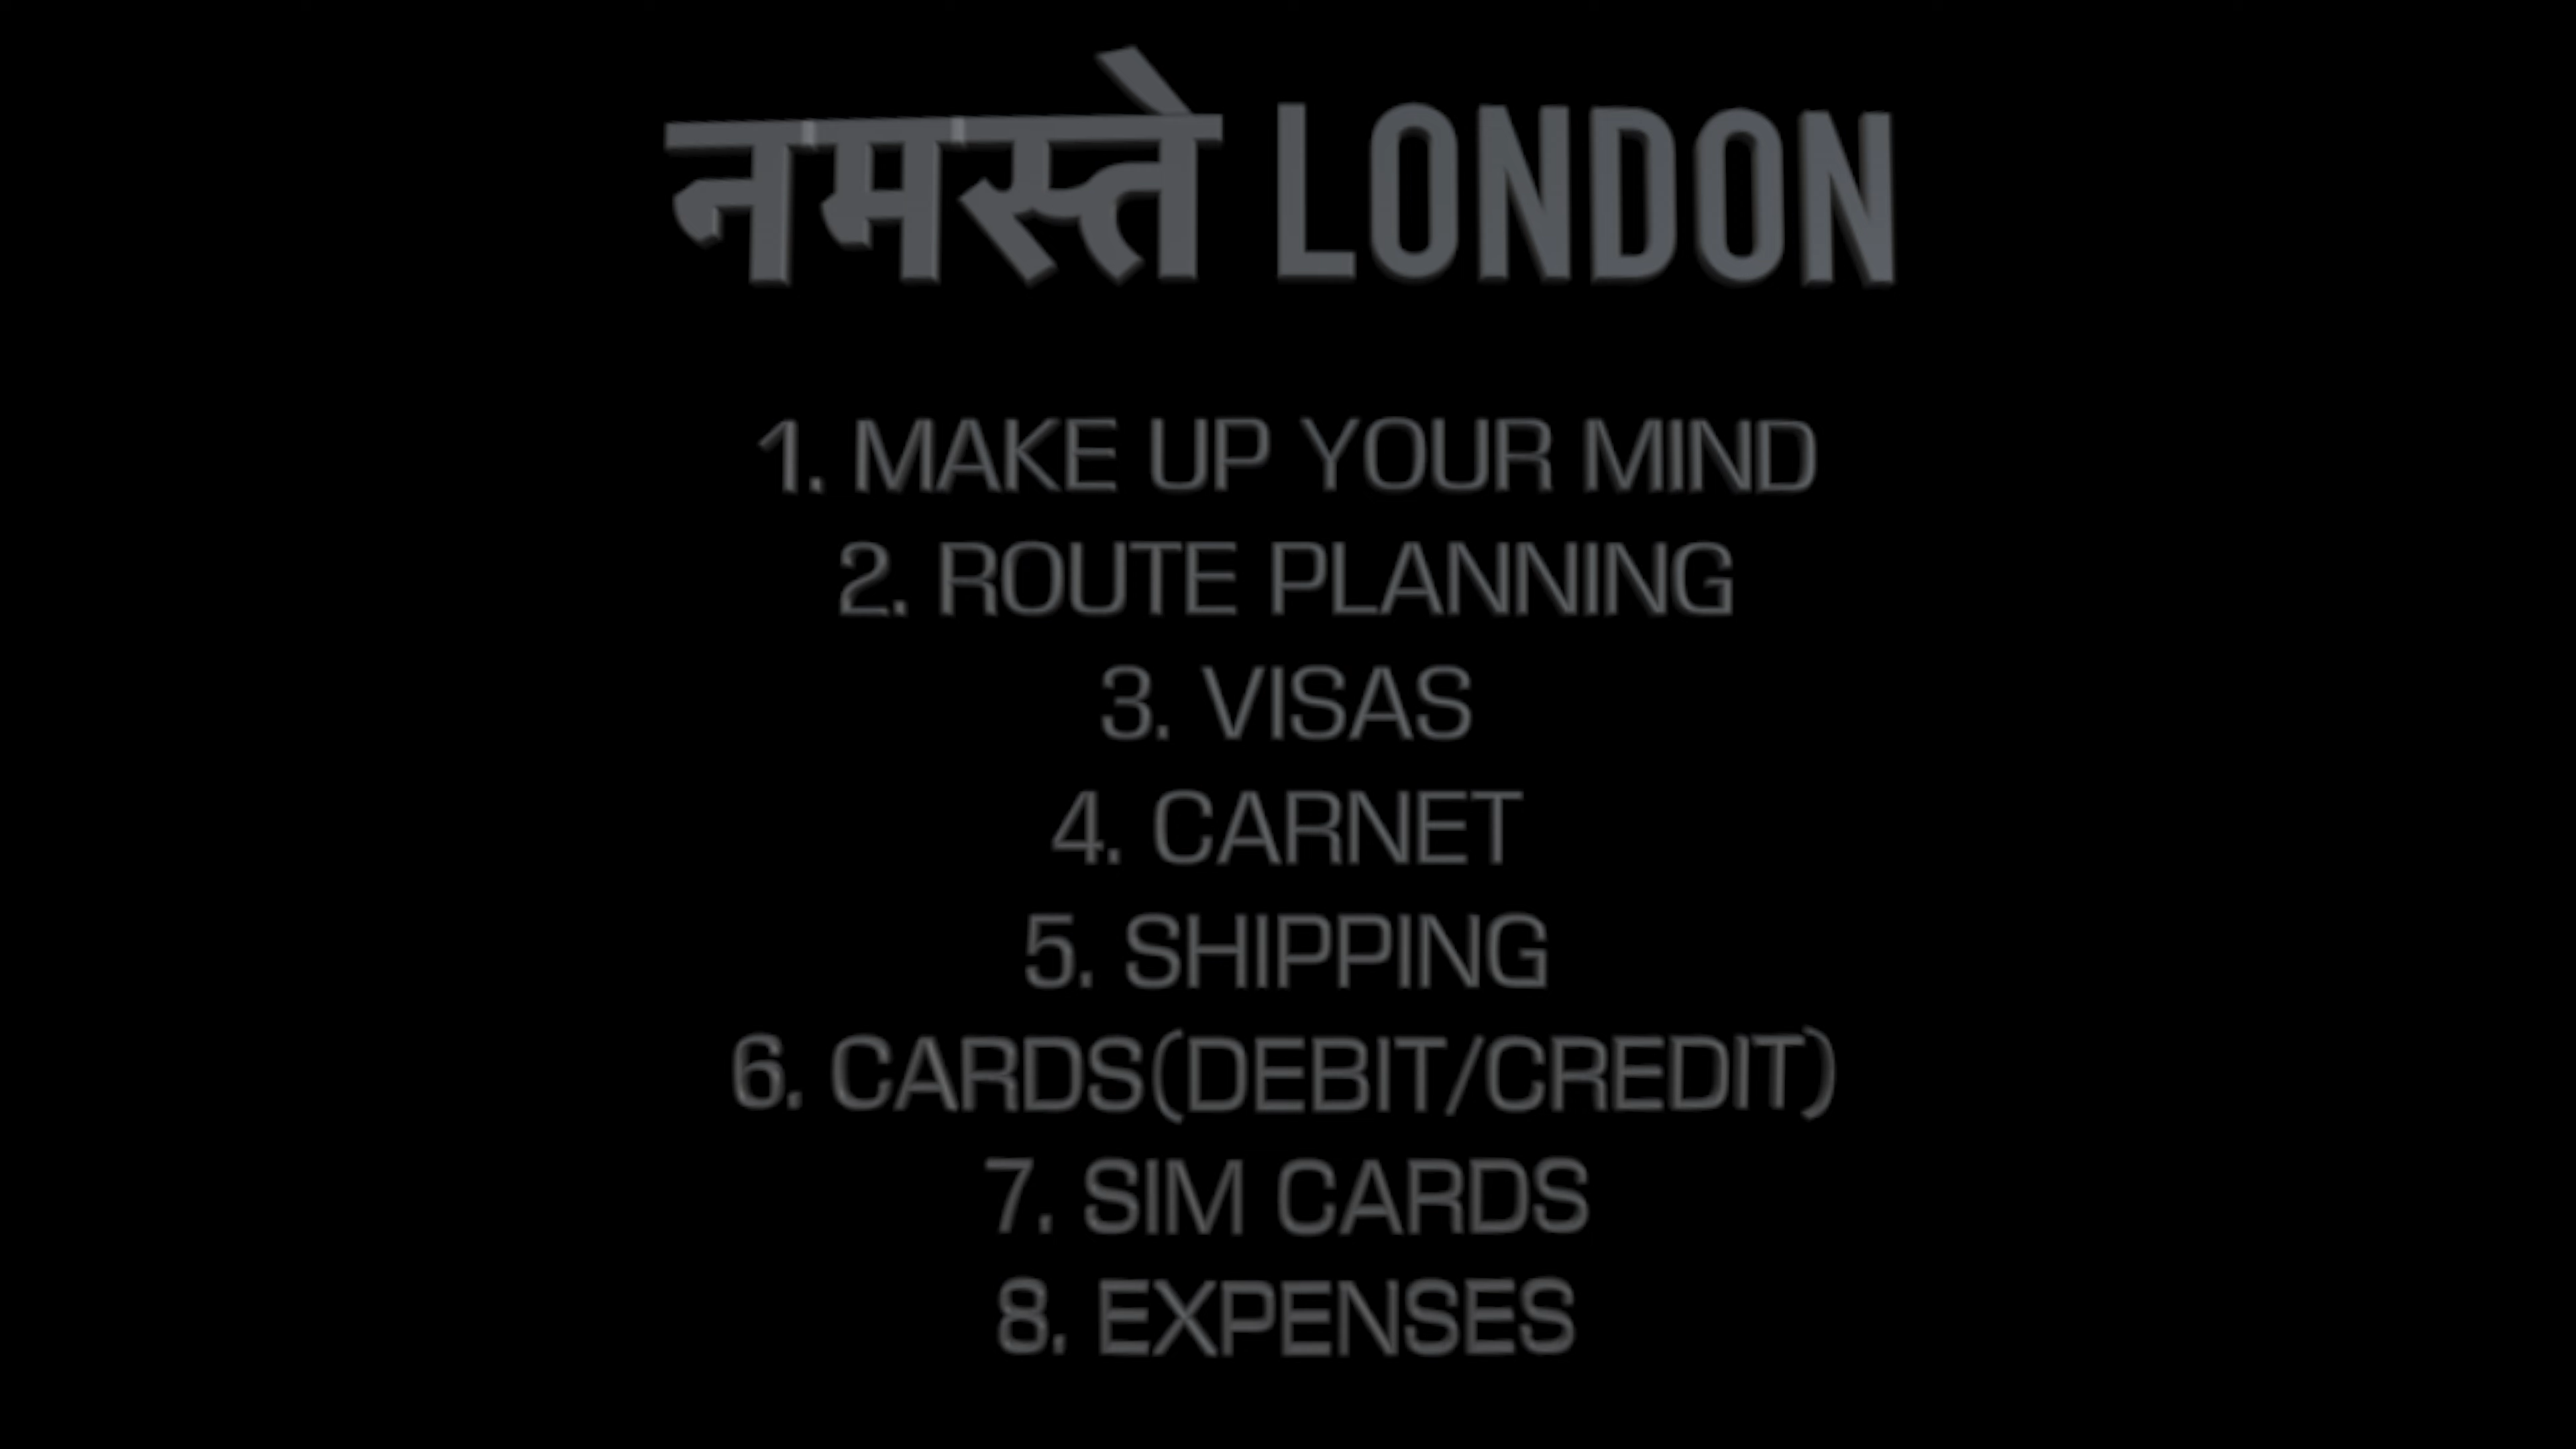 नमस्ते LONDON
1. MAKE UP YOUR MIND
2. ROUTE PLANNING
3. VISAS
4. CARNET
5. SHIPPING
6. CARDS(DEBIT/CREDIT)
7. SIM CARDS
8. EXPENSES